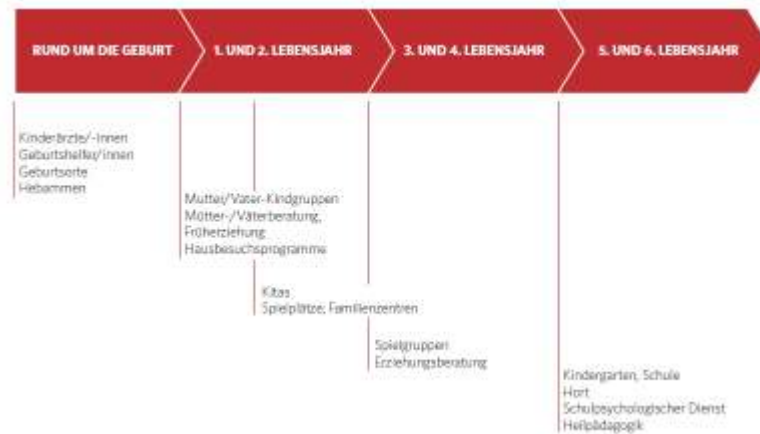 RUND UM DIE GEBURT
1. UND 2. LEBENSJAHR
3. UND 4. LEBENSJAHR
5. UND 6. LEBENSJAHR
Kinderärzte/-innen
Geburtshelfer/innen
Geburtsorte
Hebammen
Mutter/Vater-Kindgruppen
Mütter-/Väterberatung,
Früherziehung
Hausbesuchsprogramme
Kitas
Spielplätze, Familienzentren
Spielgruppen
Erziehungsberatung
Kindergarten, Schule
Hort
Schulpsychologischer Dienst
Heilpädagogik